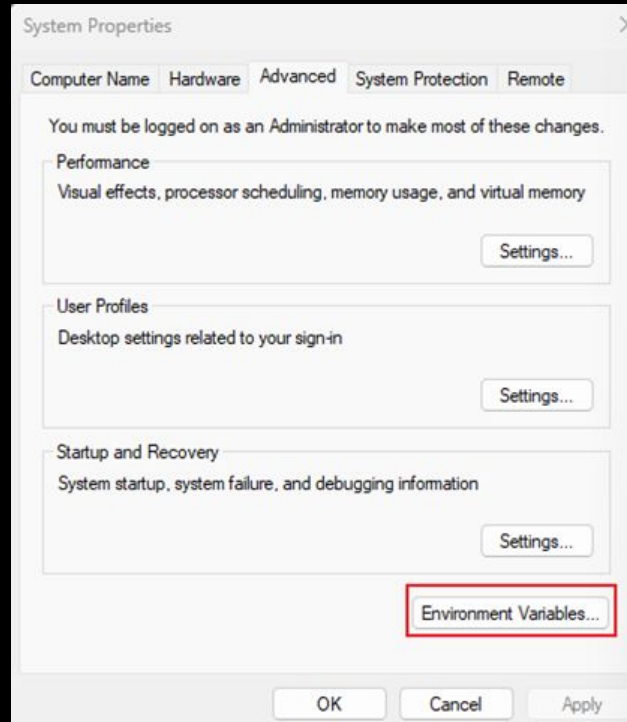 System Properties
Computer Name Hardware Advanced System Protection Remote
You must be logged on as an Administrator to make most of these changes.
Performance
Visual effects, processor scheduling, memory usage, and virtual memory
Settings...
User Profiles
Desktop settings related to your sign-in
Settings...
Startup and Recovery
System startup, system failure, and debugging information
Settings...
Environment Variables...
OK Cancel Apply